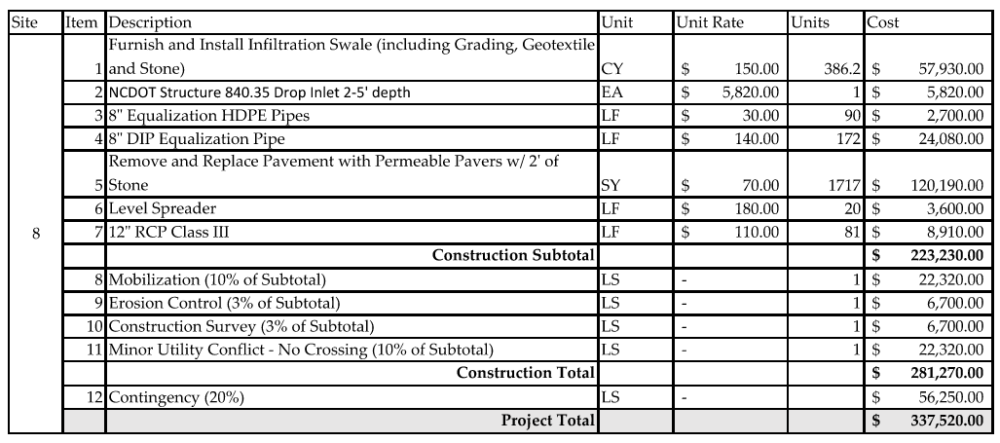 Site Item Description Unit Unit Rate Units Cost
Furnish and Install Infiltration Swale (including Grading, Geotextile
1 and Stone) CY $ 150.00 386.2 $ 57,930.00
2 NCDOT Structure 840.35 Drop Inlet 2-5' depth EA $ 5,820.00 1 $ 5,820.00
3 8" Equalization HDPE Pipes LF $ 30.00 90 $ 2,700.00
4 8" DIP Equalization Pipe LF $ 140.00 172 $ 24,080.00
Remove and Replace Pavement with Permeable Pavers w/ 2' of
5 Stone SY $ 70.00 1717 $ 120,190.00
6 Level Spreader LF $ 180.00 20 $ 3,600.00
8 7 12" RCP Class III LF $ 110.00 81 $ 8,910.00
Construction Subtotal $ 223,230.00
8 Mobilization (10% of Subtotal) LS - 1 $ 22,320.00
9 Erosion Control (3% of Subtotal) LS - 1 $ 6,700.00
10 Construction Survey (3% of Subtotal) LS - 1 $ 6,700.00
11 Minor Utility Conflict - No Crossing (10% of Subtotal) LS - 1 $ 22,320.00
Construction Total $ 281,270.00
12 Contingency (20%) LS - $ 56,250.00
Project Total $ 337,520.00